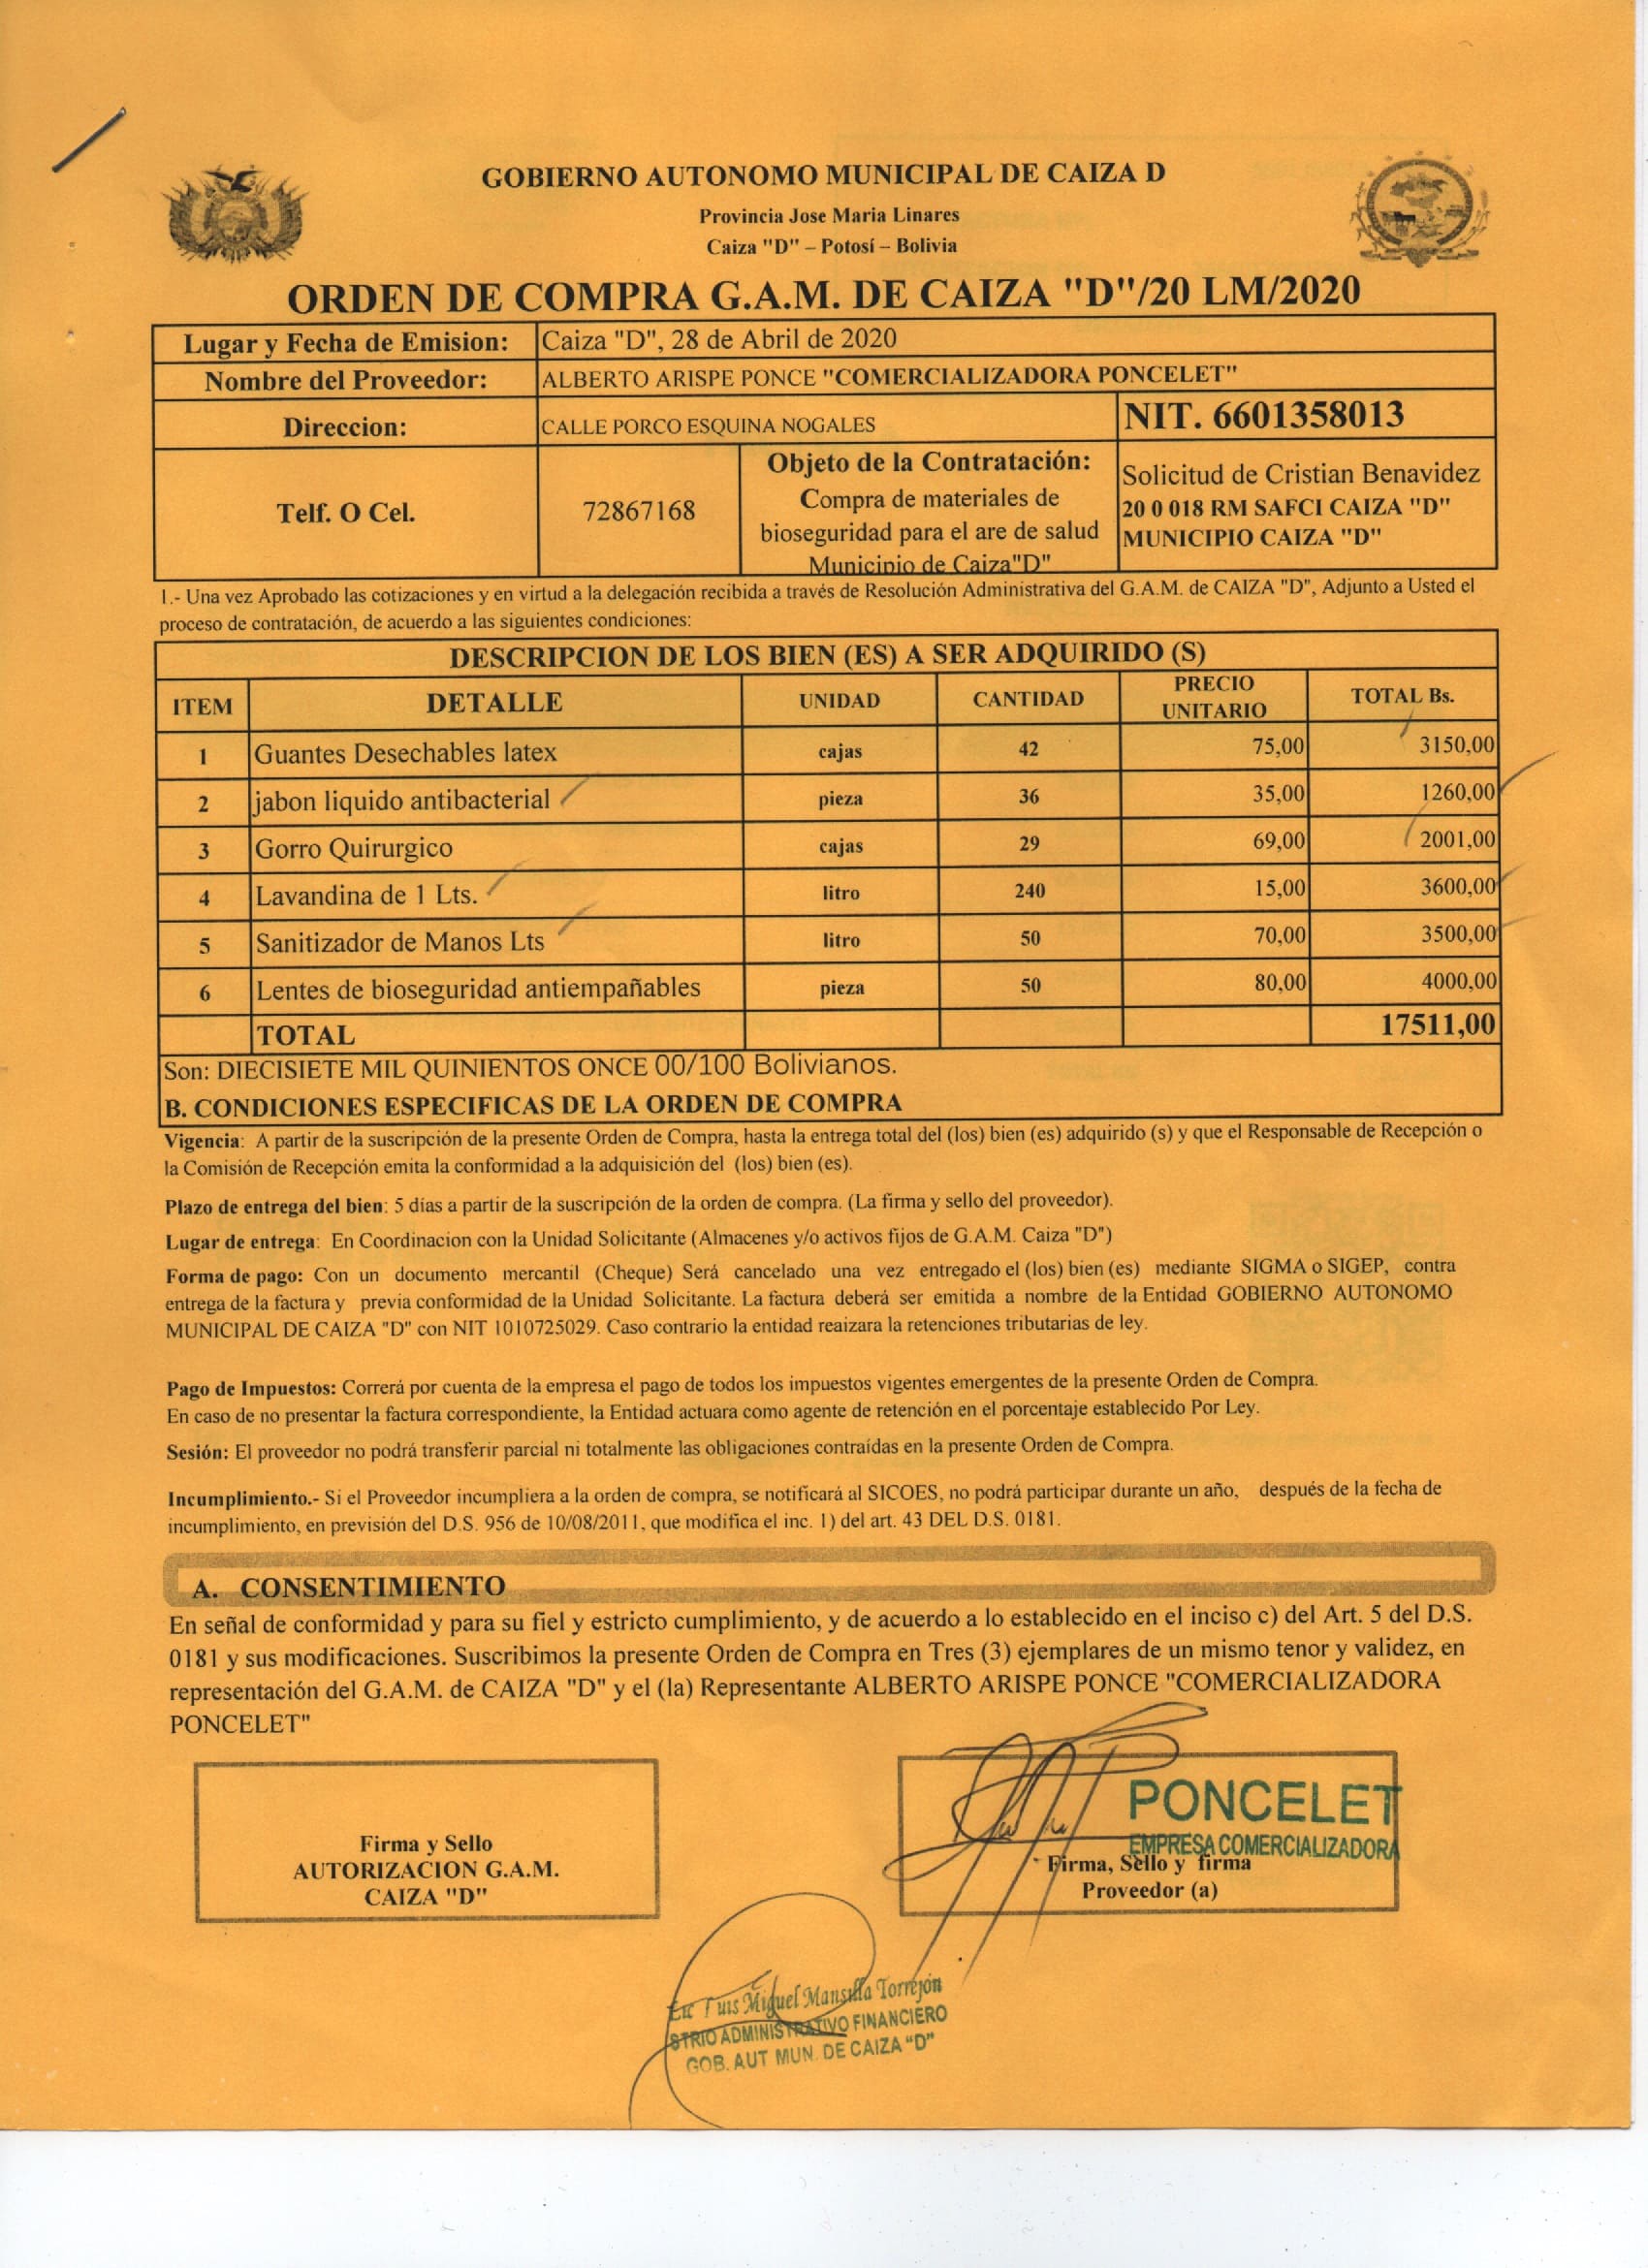 GOBIERNO AUTONOMO MUNICIPAL DE CAIZA D
Provincia Jose Maria Linares
Caiza "D" – Potosí – Bolivia
ORDEN DE COMPRA G.A.M. DE CAIZA "D"/20 LM/2020
Lugar y Fecha de Emision: Caiza "D", 28 de Abril de 2020
Nombre del Proveedor: ALBERTO ARISPE PONCE "COMERCIALIZADORA PONCELET"
Direccion: CALLE PORCO ESQUINA NOGALES NIT. 6601358013
Telf. O Cel. 72867168
Objeto de la Contratación:
Compra de materiales de
bioseguridad para el are de salud
Municipio de Caiza"D"
Solicitud de Cristian Benavidez
20 0 018 RM SAFCI CAIZA "D"
MUNICIPIO CAIZA "D"
1.- Una vez Aprobado las cotizaciones y en virtud a la delegación recibida a través de Resolución Administrativa del G.A.M. de CAIZA "D", Adjunto a Usted el
proceso de contratación, de acuerdo a las siguientes condiciones:
DESCRIPCION DE LOS BIEN (ES) A SER ADQUIRIDO (S)
ITEM DETALLE UNIDAD CANTIDAD PRECIO UNITARIO TOTAL Bs.
1 Guantes Desechables latex cajas 42 75,00 3150,00
2 jabon liquido antibacterial pieza 36 35,00 1260,00
3 Gorro Quirurgico cajas 29 69,00 2001,00
4 Lavandina de 1 Lts. litro 240 15,00 3600,00
5 Sanitizador de Manos Lts litro 50 70,00 3500,00
6 Lentes de bioseguridad antiempañables pieza 50 80,00 4000,00
TOTAL 17511,00
Son: DIECISIETE MIL QUINIENTOS ONCE 00/100 Bolivianos.
B. CONDICIONES ESPECIFICAS DE LA ORDEN DE COMPRA
Vigencia: A partir de la suscripción de la presente Orden de Compra, hasta la entrega total del (los) bien (es) adquirido (s) y que el Responsable de Recepción o
la Comisión de Recepción emita la conformidad a la adquisición del (los) bien (es).
Plazo de entrega del bien: 5 días a partir de la suscripción de la orden de compra. (La firma y sello del proveedor).
Lugar de entrega: En Coordinacion con la Unidad Solicitante (Almacenes y/o activos fijos de G.A.M. Caiza "D")
Forma de pago: Con un documento mercantil (Cheque) Será cancelado una vez entregado el (los) bien (es) mediante SIGMA o SIGEP, contra
entrega de la factura y previa conformidad de la Unidad Solicitante. La factura deberá ser emitida a nombre de la Entidad GOBIERNO AUTONOMO
MUNICIPAL DE CAIZA "D" con NIT 1010725029. Caso contrario la entidad reaizara la retenciones tributarias de ley.
Pago de Impuestos: Correrá por cuenta de la empresa el pago de todos los impuestos vigentes emergentes de la presente Orden de Compra.
En caso de no presentar la factura correspondiente, la Entidad actuara como agente de retención en el porcentaje establecido Por Ley.
Sesión: El proveedor no podrá transferir parcial ni totalmente las obligaciones contraídas en la presente Orden de Compra.
Incumplimiento.- Si el Proveedor incumpliera a la orden de compra, se notificará al SICOES, no podrá participar durante un año, después de la fecha de
incumplimiento, en previsión del D.S. 956 de 10/08/2011, que modifica el inc. 1) del art. 43 DEL D.S. 0181.
A. CONSENTIMIENTO
En señal de conformidad y para su fiel y estricto cumplimiento, y de acuerdo a lo establecido en el inciso c) del Art. 5 del D.S.
0181 y sus modificaciones. Suscribimos la presente Orden de Compra en Tres (3) ejemplares de un mismo tenor y validez, en
representación del G.A.M. de CAIZA "D" y el (la) Representante ALBERTO ARISPE PONCE "COMERCIALIZADORA
PONCELET"
Firma y Sello
AUTORIZACION G.A.M.
CAIZA "D"
PONCELET
EMPRESA COMERCIALIZADORA
Firma, Sello y firma
Proveedor (a)
Lic Luis Miguel Mansilla Torrejón
STRIO ADMINISTRATIVO FINANCIERO
GOB. AUT MUN. DE CAIZA "D"